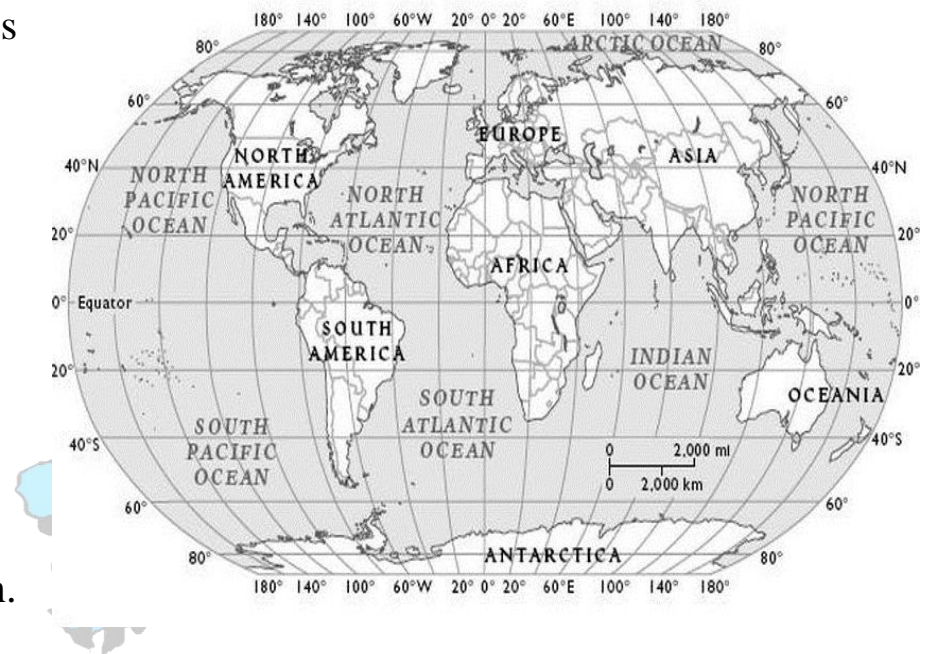 s
180° 140° 100° 60°W 20° 0° 20° 60°E 100° 140° 180°
ARCTIC OCEAN
80° 80°
60° 60°
EUROPE
ASIA
NORTH
AMERICA
40°N 40°N
NORTH
PACIFIC
OCEAN
NORTH
ATLANTIC
OCEAN
NORTH
PACIFIC
OCEAN
20° 20°
AFRICA
0° Equator 0°
SOUTH
AMERICA
INDIAN
OCEAN
20° 20°
OCEANIA
SOUTH
ATLANTIC
OCEAN
SOUTH
PACIFIC
OCEAN
40°S 40°S
0 2,000 mi
0 2,000 km
60° 60°
ANTARCTICA
80° 80°
180° 140° 100° 60°W 20° 0° 20° 60°E 100° 140° 180°